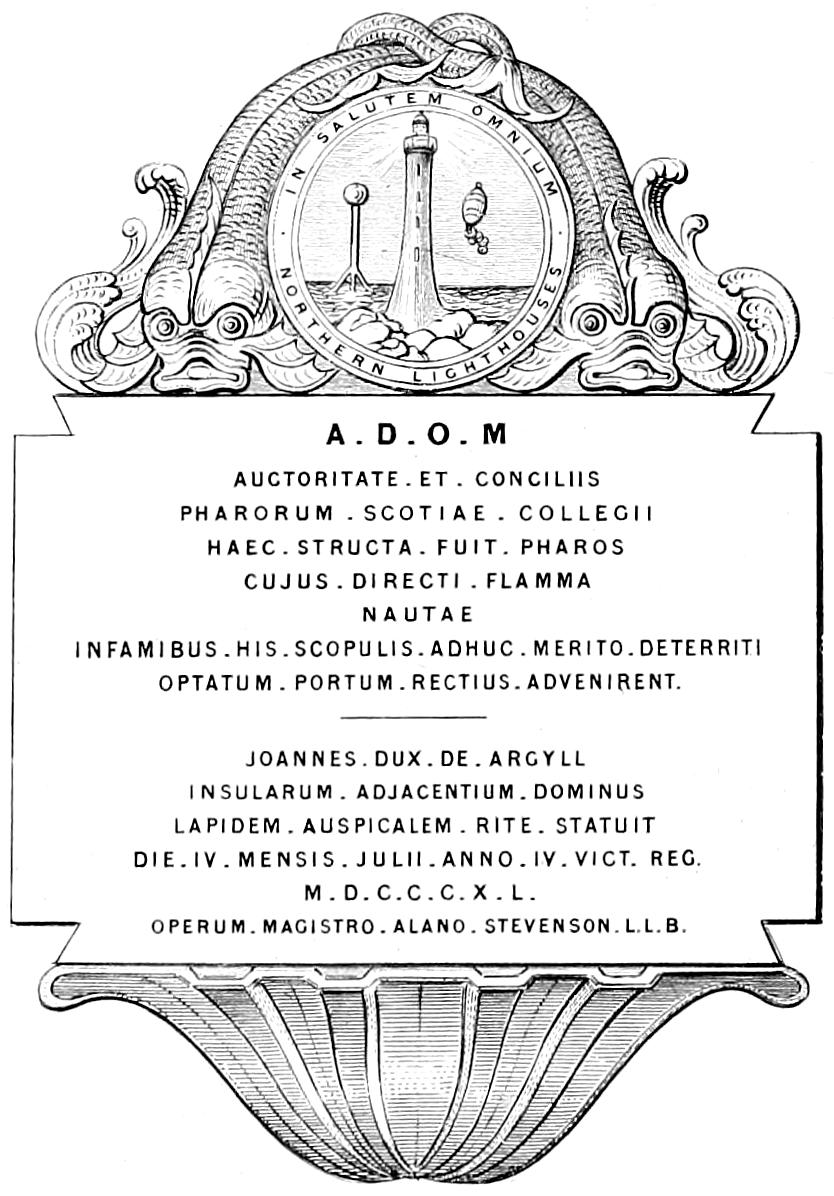 IN SALUTEM OMNIUM
NORTHERN LIGHTHOUSES
A.D.O.M
AUCTORITATE.ET.CONCILIIS
PHARORUM.SCOTIAE.COLLEGII
HAEC.STRUCTA.FUIT.PHAROS
CUJUS.DIRECTI.FLAMMA
NAUTAE
INFAMIBUS.HIS.SCOPULIS.ADHUC.MERITO.DETERRITI
OPTATUM.PORTUM.RECTIUS.ADVENIRENT.
JOANNES.DUX.DE.ARGYLL
INSULARUM.ADJACENTIUM.DOMINUS
LAPIDEM.AUSPICALEM.RITE.STATUIT
DIE.IV.MENSIS.JULII.ANNO.IV.VICT.REG.
M.D.C.C.C.X.L.
OPERUM.MAGISTRO.ALANO.STEVENSON.L.L.B.